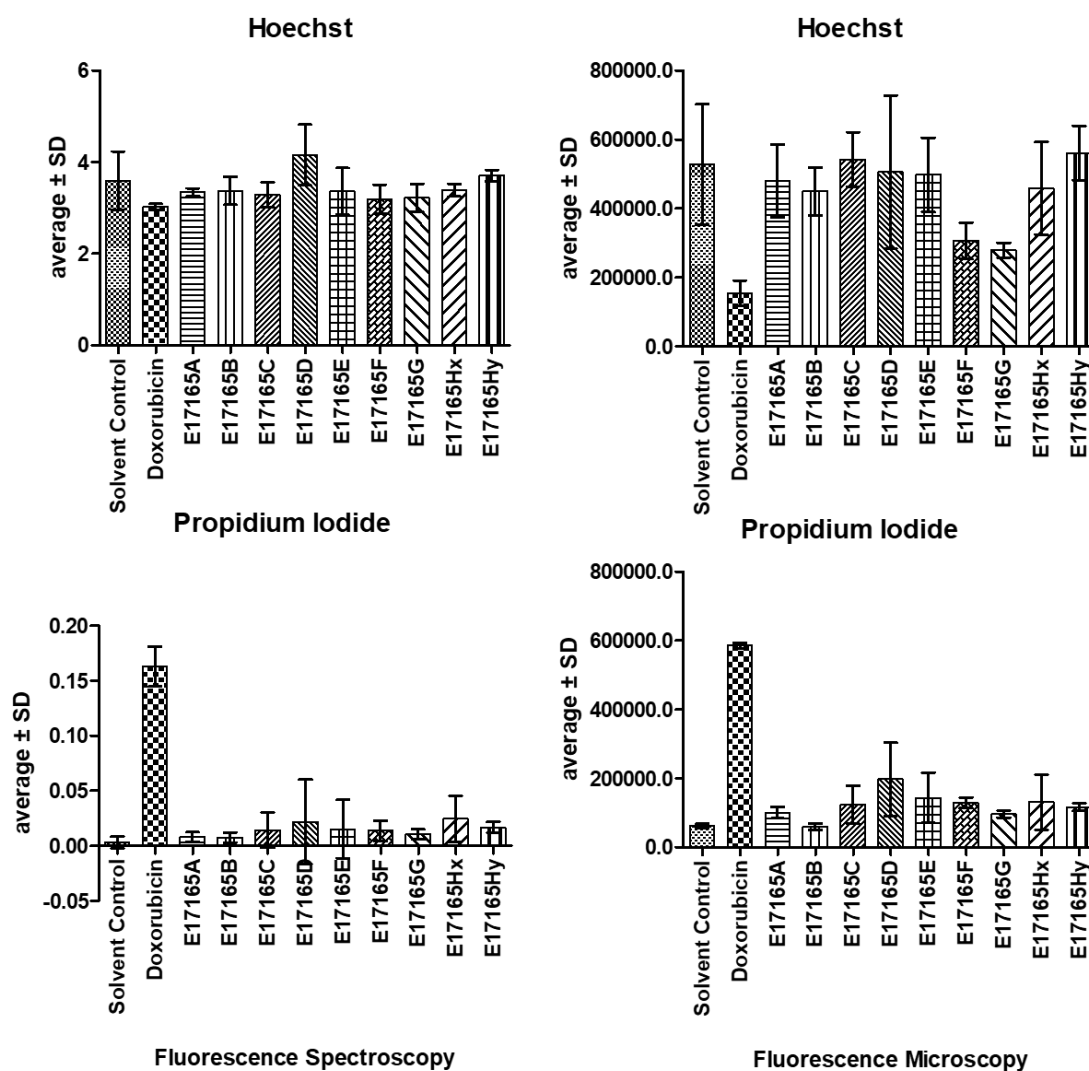 Hoechst
average ± SD
6
4
2
0
Solvent Control
Doxorubicin
E17165A
E17165B
E17165C
E17165D
E17165E
E17165F
E17165G
E17165Hx
E17165Hy
Hoechst
average ± SD
800000.0
600000.0
400000.0
200000.0
0.0
Solvent Control
Doxorubicin
E17165A
E17165B
E17165C
E17165D
E17165E
E17165F
E17165G
E17165Hx
E17165Hy
Propidium Iodide
average ± SD
0.20
0.15
0.10
0.05
0.00
-0.05
Solvent Control
Doxorubicin
E17165A
E17165B
E17165C
E17165D
E17165E
E17165F
E17165G
E17165Hx
E17165Hy
Fluorescence Spectroscopy
Propidium Iodide
average ± SD
800000.0
600000.0
400000.0
200000.0
0.0
Solvent Control
Doxorubicin
E17165A
E17165B
E17165C
E17165D
E17165E
E17165F
E17165G
E17165Hx
E17165Hy
Fluorescence Microscopy